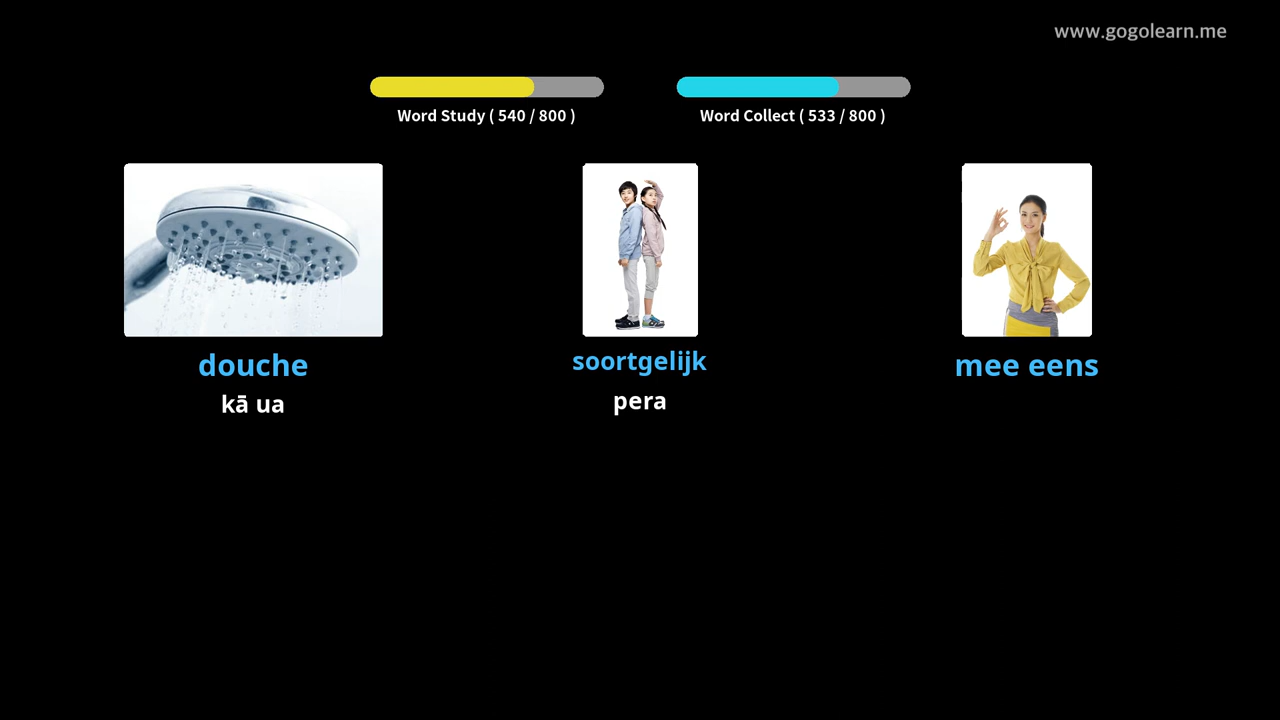 www.gogolearn.me
Word Study ( 540 / 800 )
Word Collect ( 533 / 800 )
douche
kā ua
soortgelijk
pera
mee eens